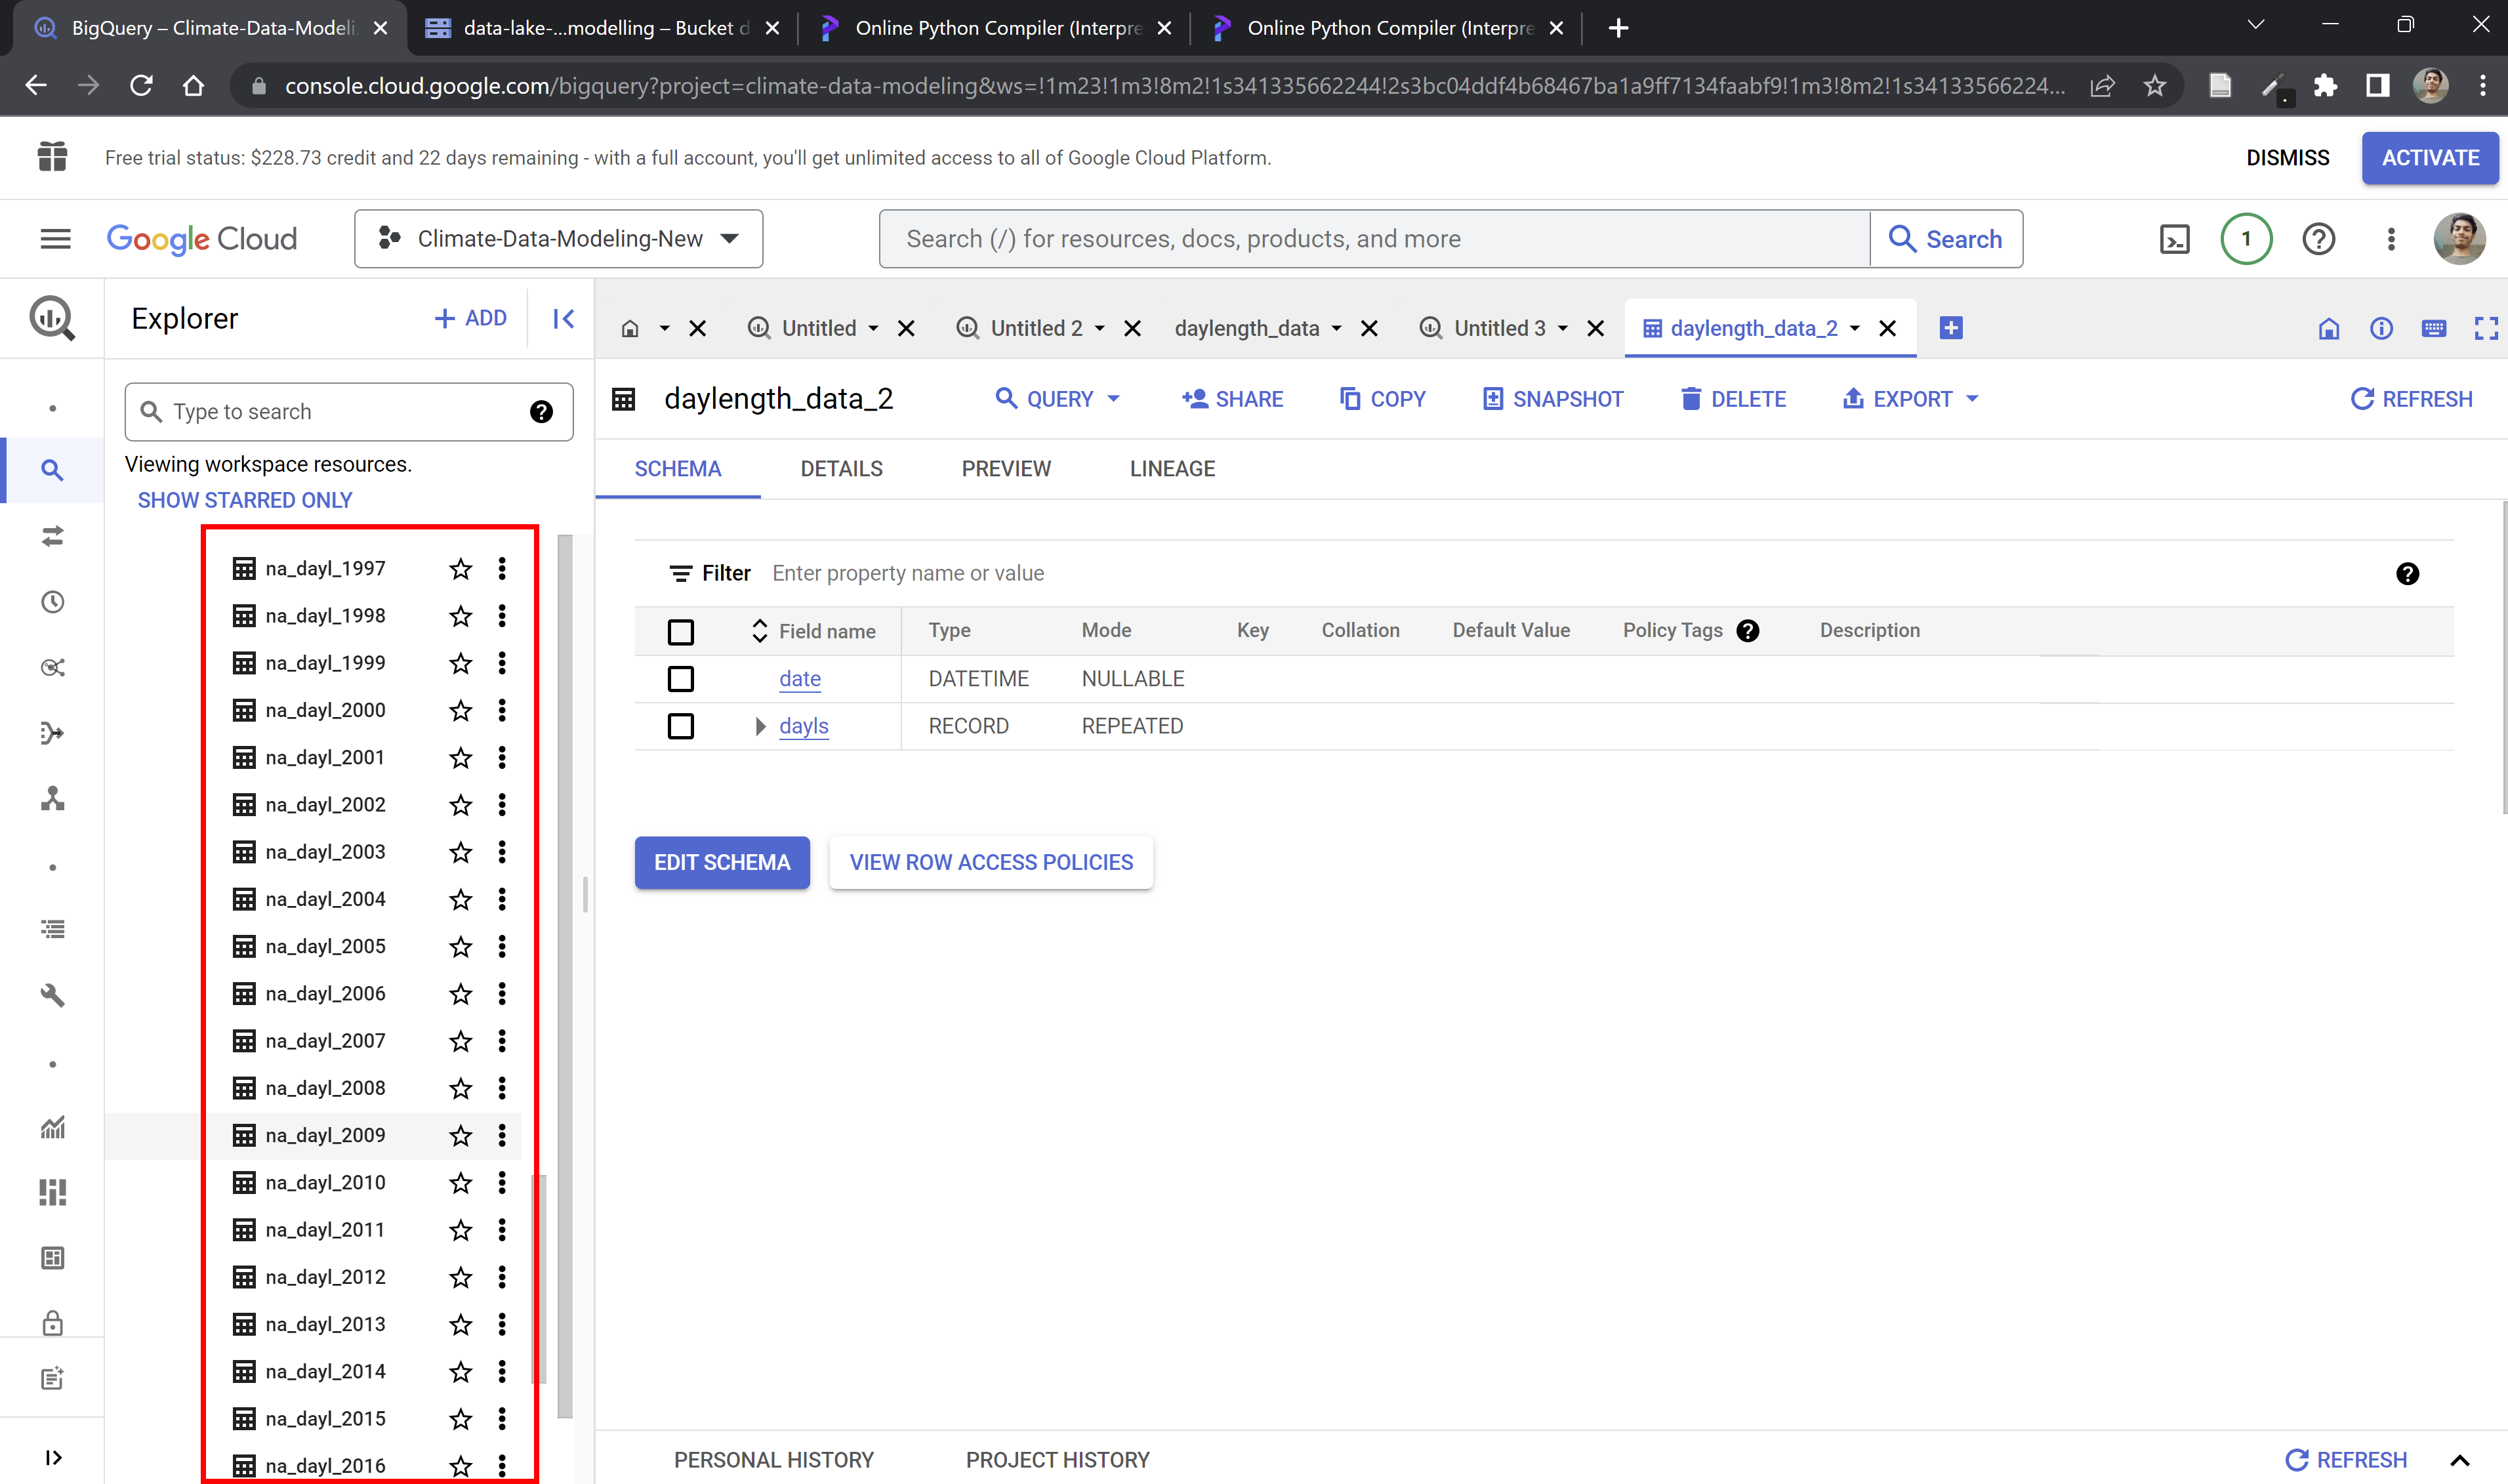 BigQuery – Climate-Data-Modeli
data-lake-...modelling – Bucket d
Online Python Compiler (Interpre
Online Python Compiler (Interpre
console.cloud.google.com/bigquery?project=climate-data-modeling&ws=!1m23!1m3!8m2!1s341335662244!2s3bc04ddf4b68467ba1a9ff7134faabf9!1m3!8m2!1s34133566224...
Free trial status: $228.73 credit and 22 days remaining - with a full account, you'll get unlimited access to all of Google Cloud Platform.
DISMISS
ACTIVATE
Google Cloud
Climate-Data-Modeling-New
Search (/) for resources, docs, products, and more
Search
1
Explorer
+ ADD
Untitled
Untitled 2
daylength_data
Untitled 3
daylength_data_2
Type to search
Viewing workspace resources.
SHOW STARRED ONLY
na_dayl_1997
na_dayl_1998
na_dayl_1999
na_dayl_2000
na_dayl_2001
na_dayl_2002
na_dayl_2003
na_dayl_2004
na_dayl_2005
na_dayl_2006
na_dayl_2007
na_dayl_2008
na_dayl_2009
na_dayl_2010
na_dayl_2011
na_dayl_2012
na_dayl_2013
na_dayl_2014
na_dayl_2015
na_dayl_2016
daylength_data_2
QUERY
SHARE
COPY
SNAPSHOT
DELETE
EXPORT
REFRESH
SCHEMA
DETAILS
PREVIEW
LINEAGE
Filter Enter property name or value
Field name Type Mode Key Collation Default Value Policy Tags Description
date DATETIME NULLABLE
dayls RECORD REPEATED
EDIT SCHEMA
VIEW ROW ACCESS POLICIES
PERSONAL HISTORY
PROJECT HISTORY
REFRESH